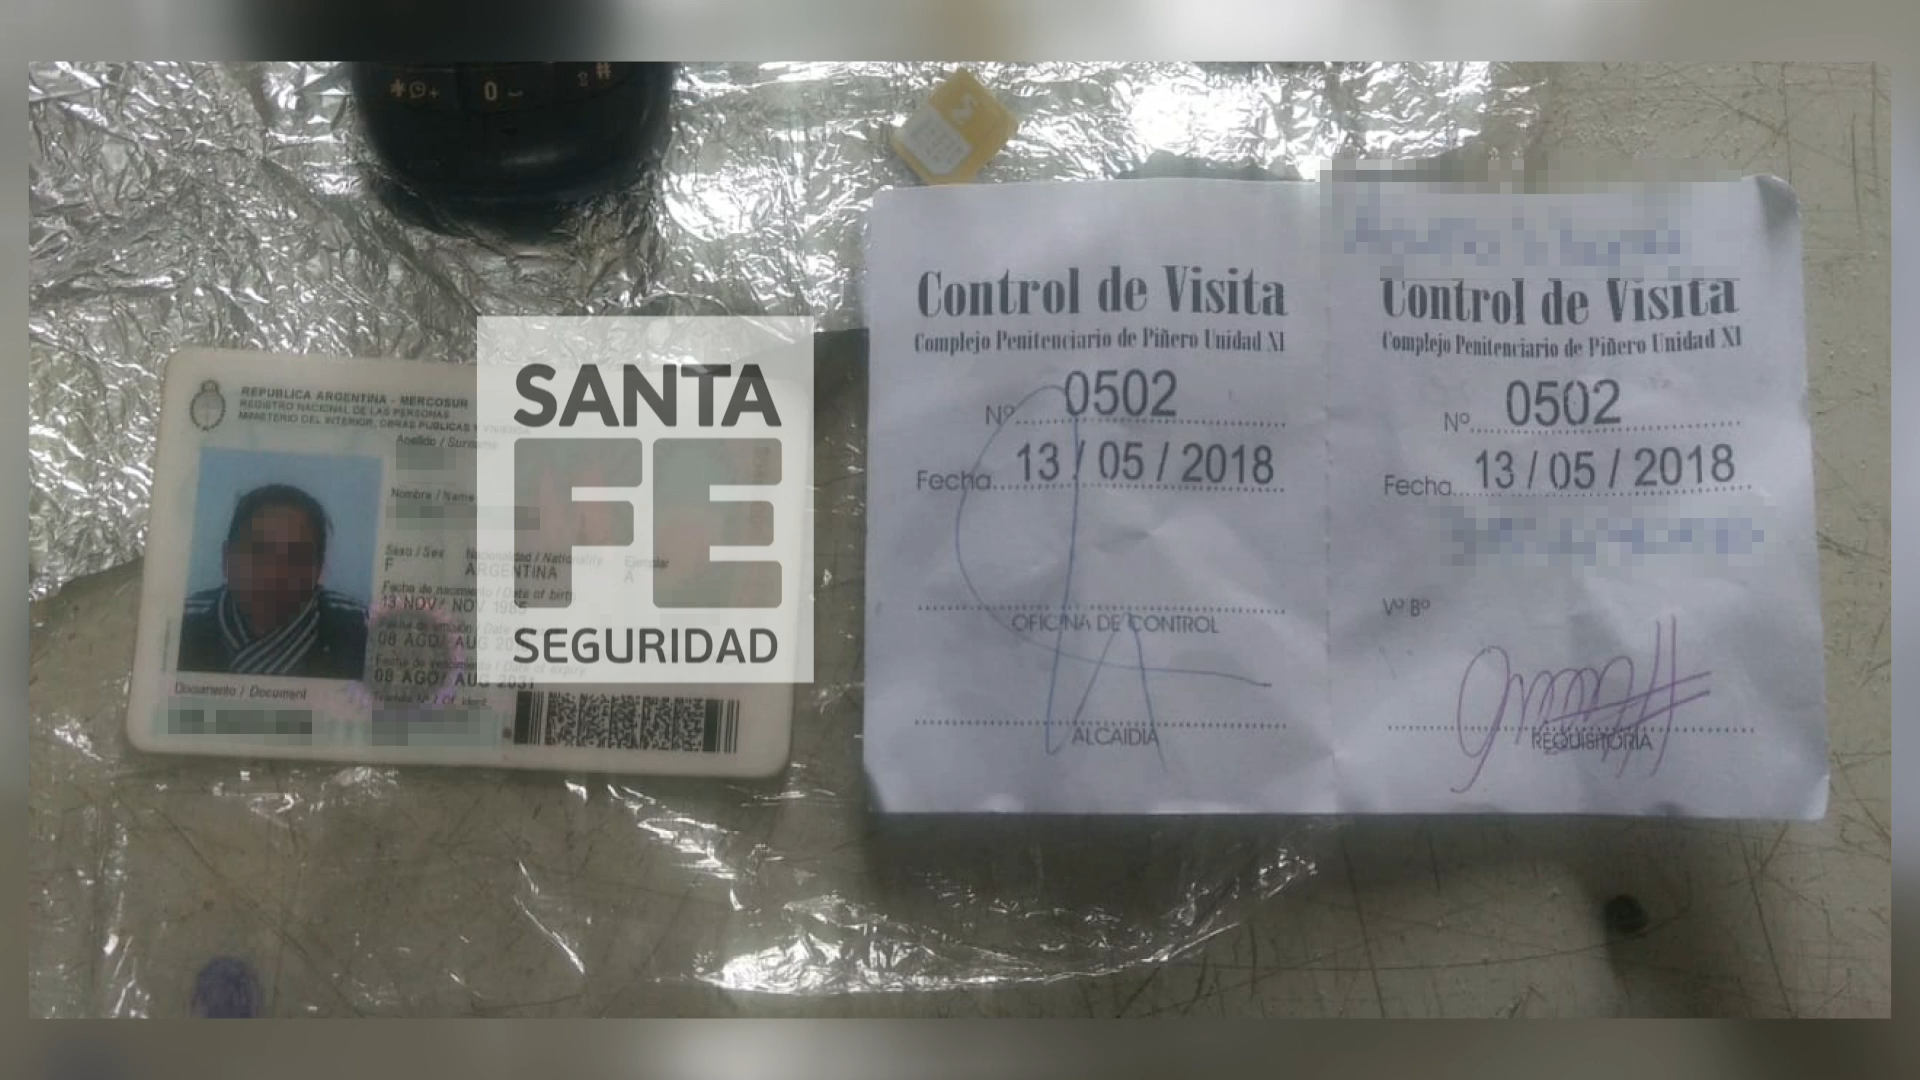 *
0
#
REPUBLICA ARGENTINA - MERCOSUR
REGISTRO NACIONAL DE LAS PERSONAS
MINISTERIO DEL INTERIOR, OBRAS PUBLICAS Y VIVIENDA
Apellido / Surname
Nombre / Name
Sexo / Sex Nacionalidad / Nationality Ejemplar
F ARGENTINA A
Fecha de nacimiento / Date of birth
13 NOV/ NOV 1985
Fecha de emisión / Date
08 AGO/ AUG
Fecha de vencimiento / Date of expiry
08 AGO/ AUG 2031
Documento / Document
Trámite Nº / Of. Ident.
SANTA
FE
SEGURIDAD
Control de Visita
Complejo Penitenciario de Piñero Unidad XI
Nº 0502
Fecha 13 / 05 / 2018
OFICINA DE CONTROL
ALCAIDIA
Control de Visita
Complejo Penitenciario de Piñero Unidad XI
Nº 0502
Fecha 13 / 05 / 2018
Vº Bº
REQUISITORIA